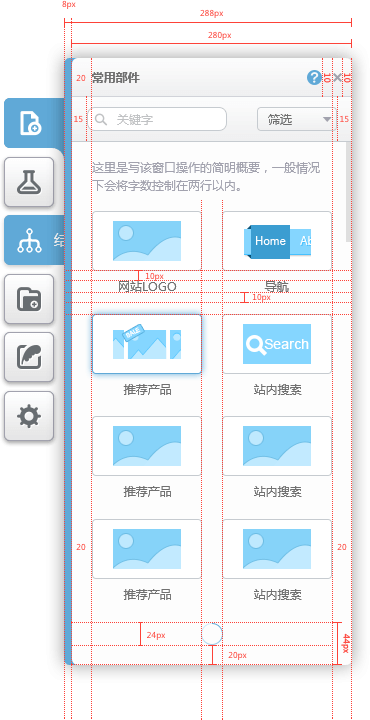 8px
288px
280px
20
常用部件
?
10
10
15
关键字
筛选
15
这里是写该窗口操作的简明概要，一般情况
下会将字数控制在两行以内。
Home
Ab
结
10px
网站LOGO
导航
10px
SALE
Search
推荐产品
站内搜索
推荐产品
站内搜索
20
20
推荐产品
站内搜索
24px
44px
20px